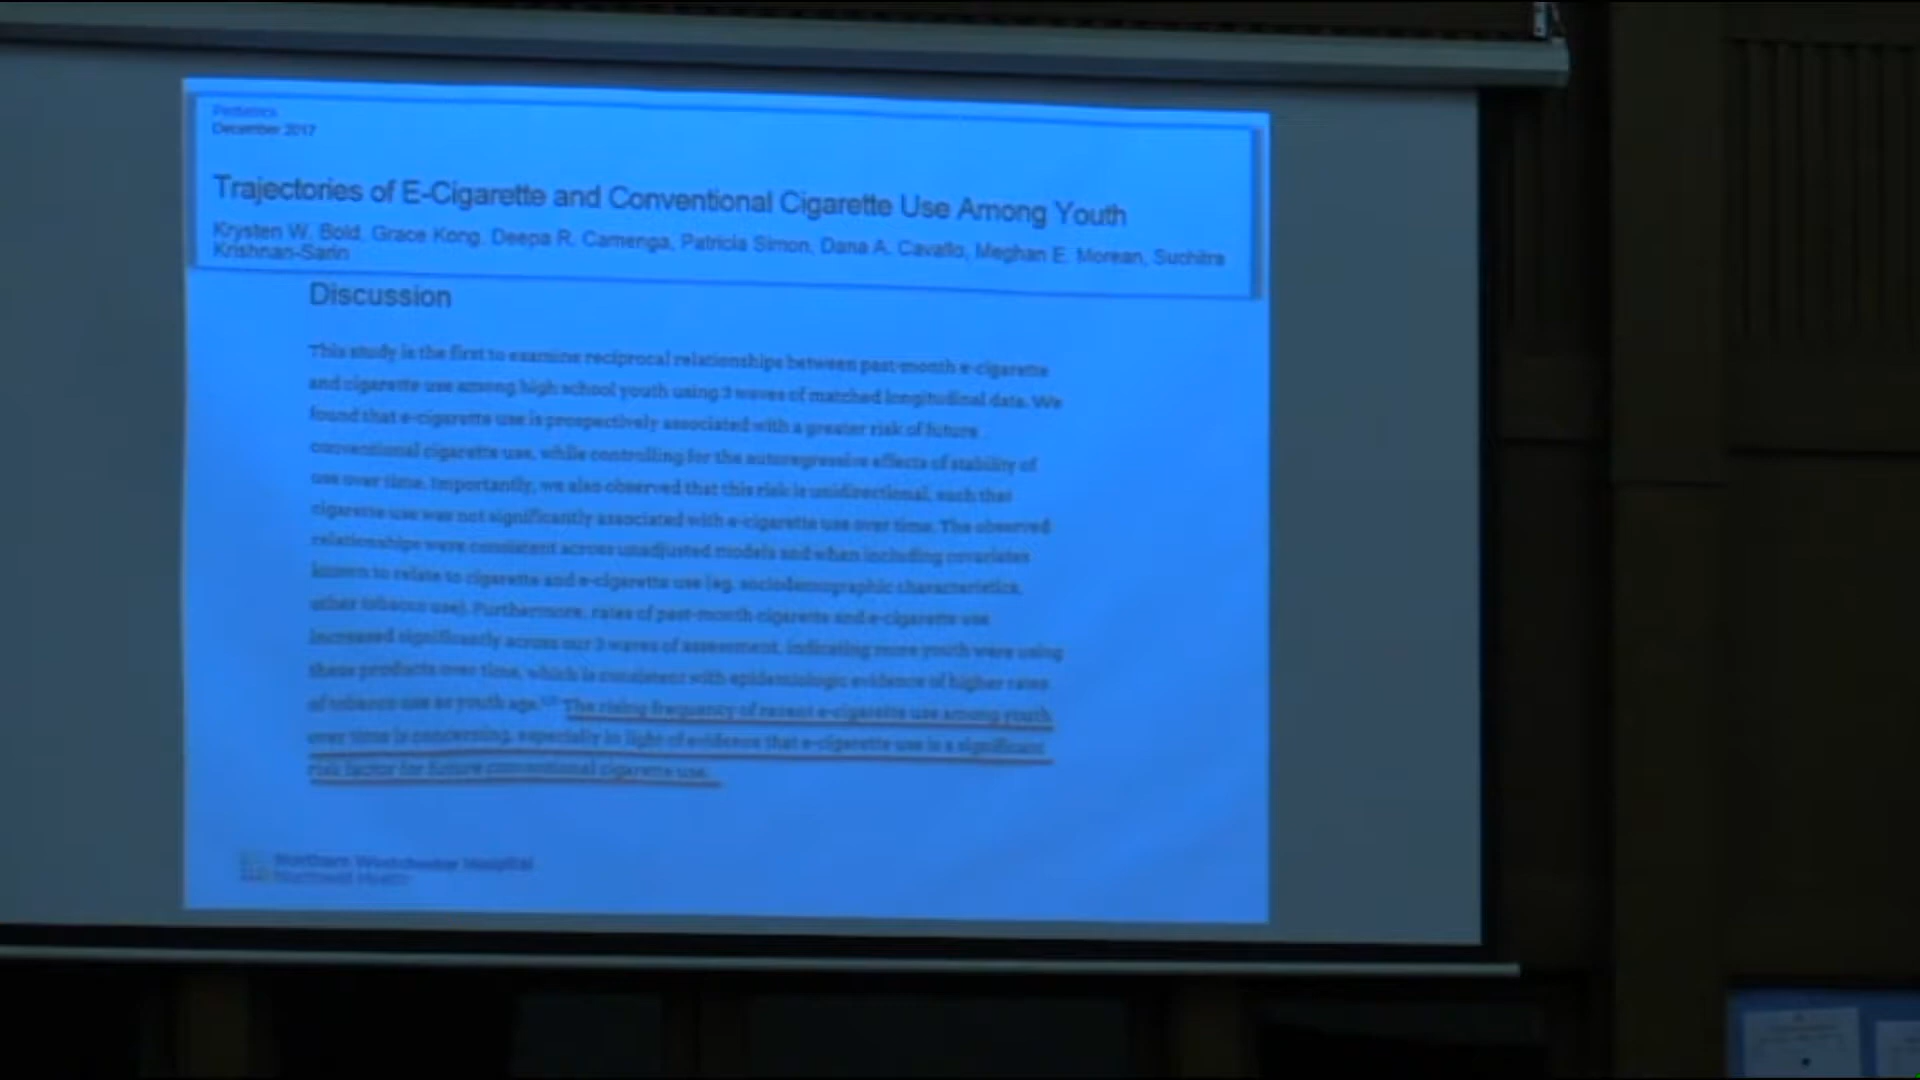 Pediatrics
December 2017
Trajectories of E-Cigarette and Conventional Cigarette Use Among Youth
Krysten W. Bold, Grace Kong, Deepa R. Camenga, Patricia Simon, Dana A. Cavallo, Meghan E. Morean, Suchitra
Krishnan-Sarin
Discussion
This study is the first to examine reciprocal relationships between past-month e-cigarette
and cigarette use among high school youth using 3 waves of matched longitudinal data. We
found that e-cigarette use is prospectively associated with a greater risk of future
conventional cigarette use, while controlling for the autoregressive effects of stability of
use over time. Importantly, we also observed that this risk is unidirectional, such that
cigarette use was not significantly associated with e-cigarette use over time. The observed
relationships were consistent across unadjusted models and when including covariates
known to relate to cigarette and e-cigarette use (eg, sociodemographic characteristics,
other tobacco use). Furthermore, rates of past-month cigarette and e-cigarette use
increased significantly across our 3 waves of assessment, indicating more youth were using
these products over time, which is consistent with epidemiologic evidence of higher rates
of tobacco use as youth age. The rising frequency of recent e-cigarette use among youth
over time is concerning, especially in light of evidence that e-cigarette use is a significant
risk factor for future conventional cigarette use.
Northern Westchester Hospital
Northwell Health